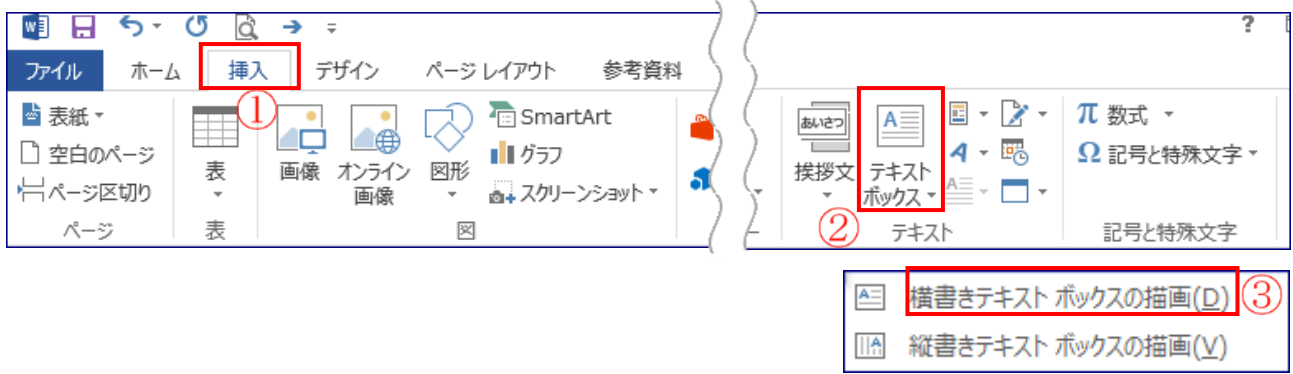 ?
ファイル ホーム 挿入 デザイン ページ レイアウト 参考資料
①
表紙
空白のページ
ページ区切り
ページ
表
表
画像
オンライン
画像
図形
SmartArt
グラフ
スクリーンショット
図
あいさつ
挨拶文
テキスト
ボックス
②
テキスト
π 数式
Ω 記号と特殊文字
記号と特殊文字
横書きテキスト ボックスの描画(D) ③
縦書きテキスト ボックスの描画(V)